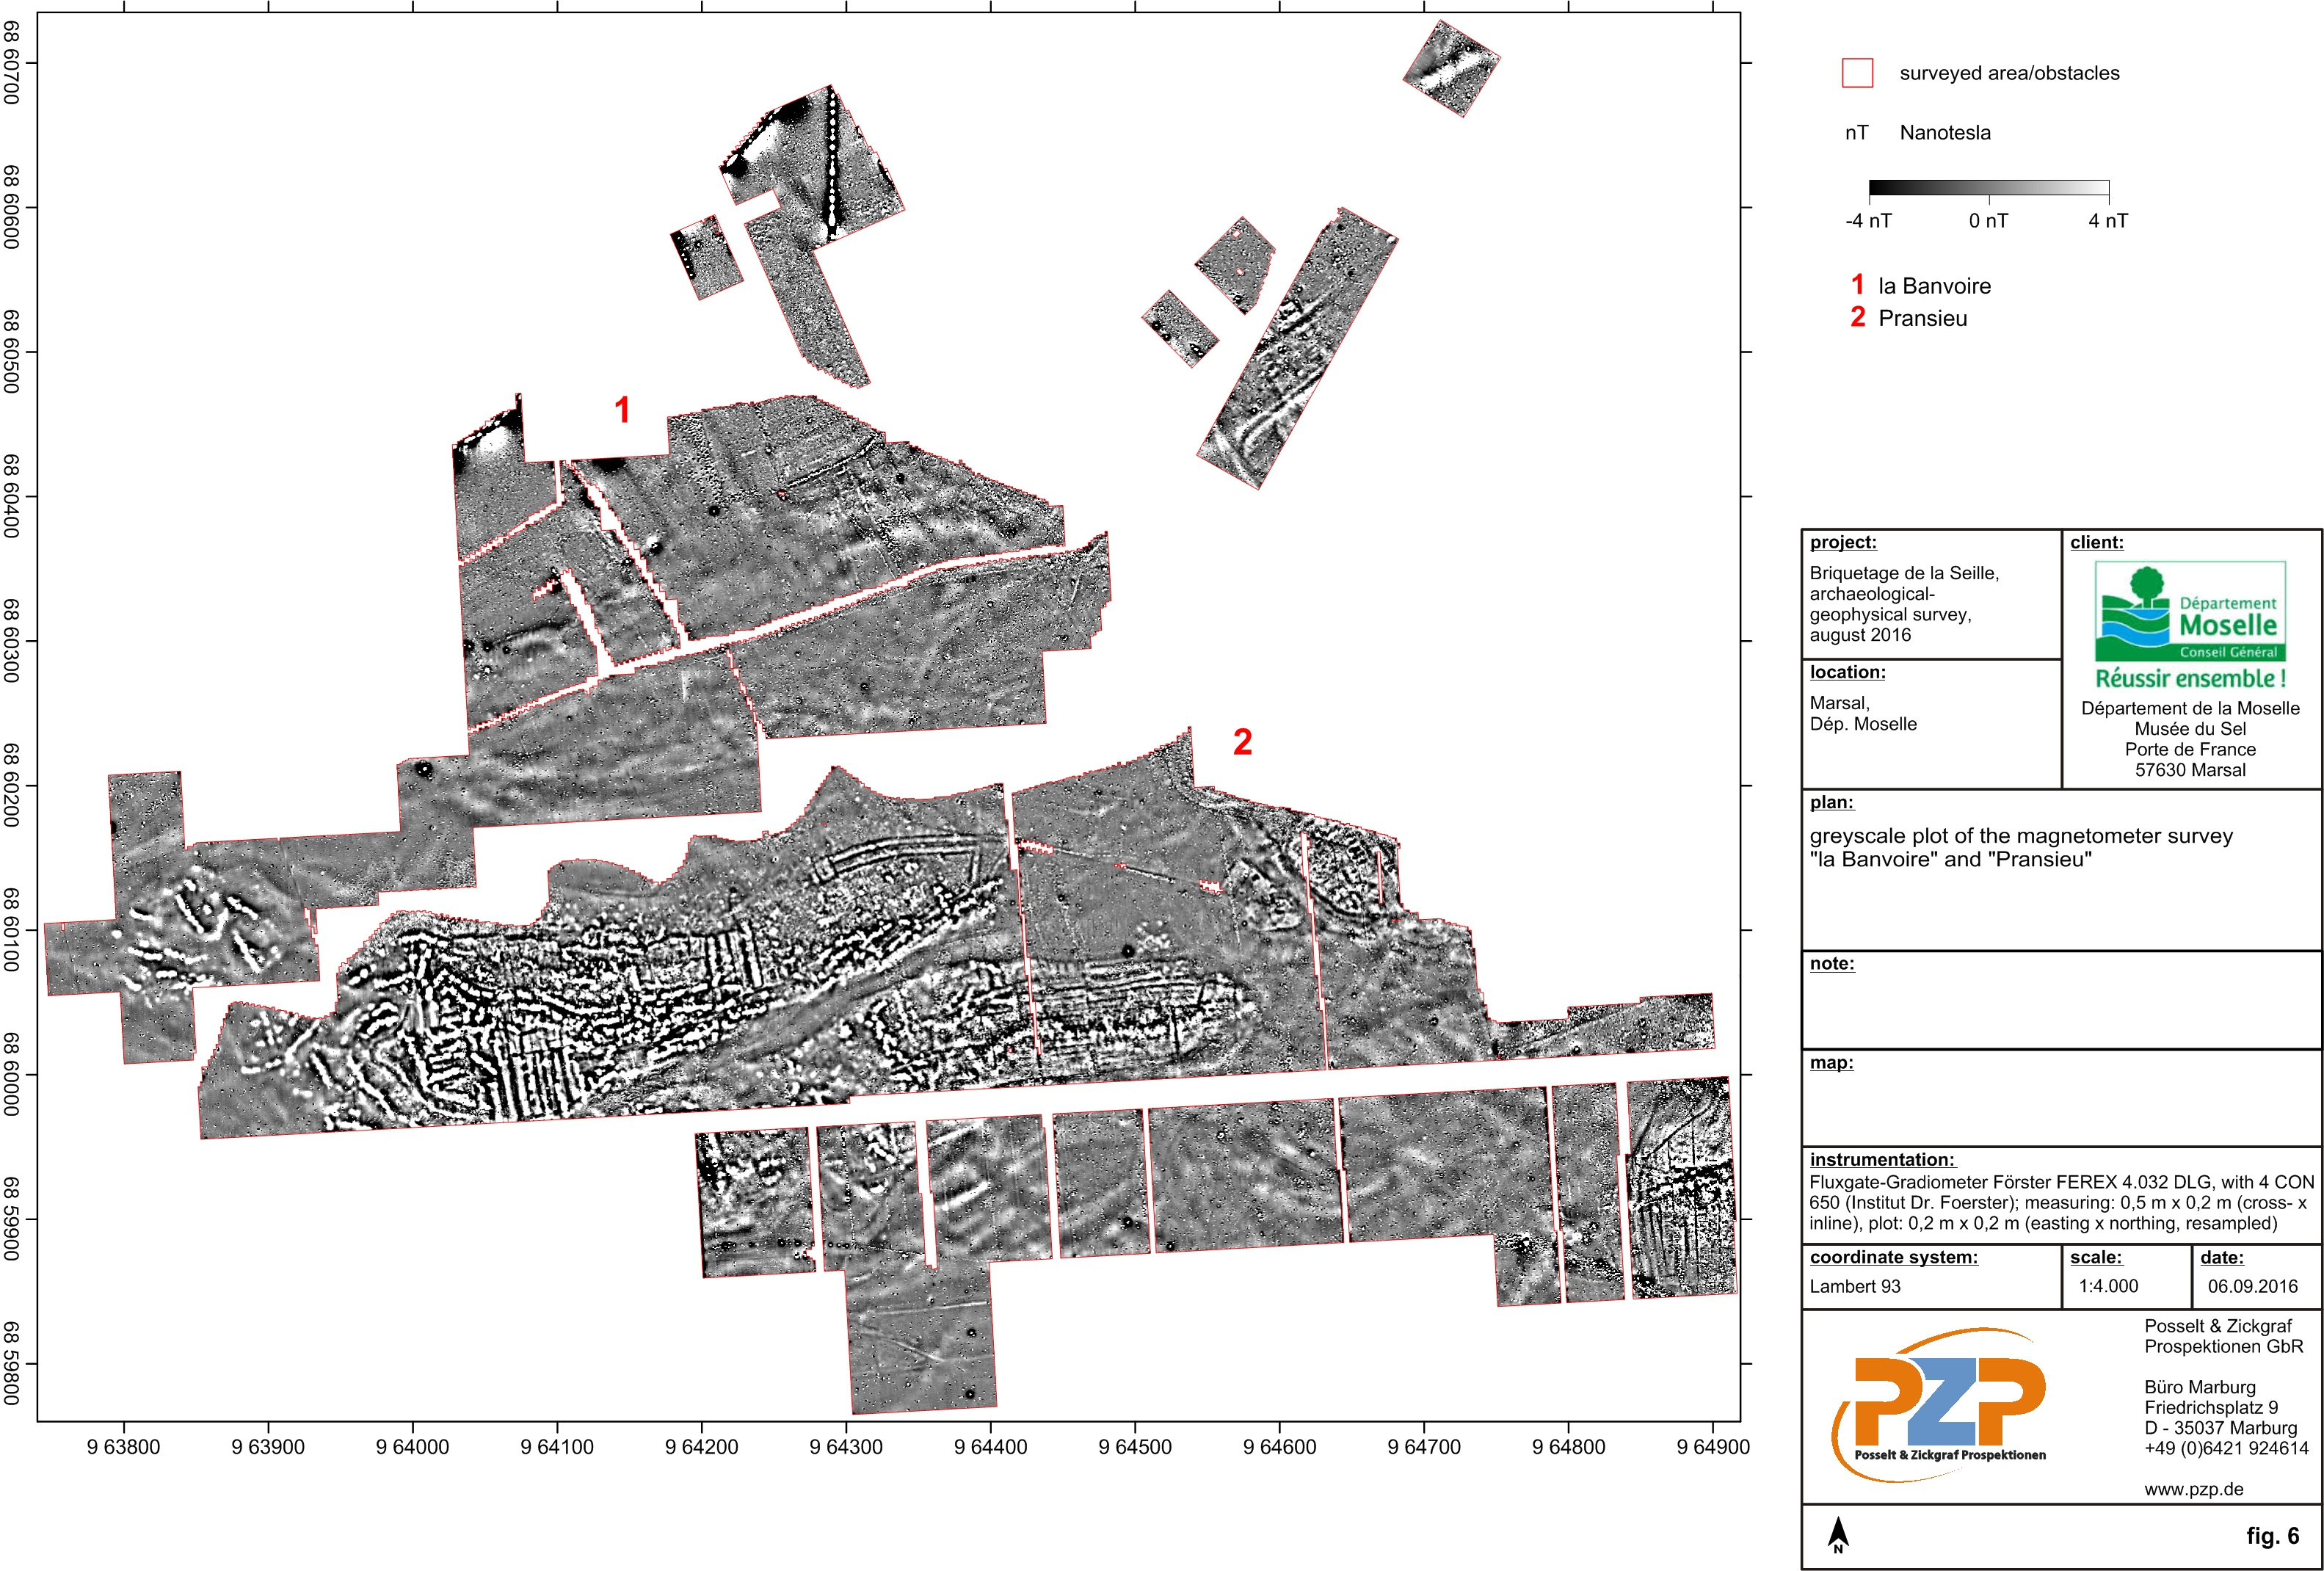 68 60700
68 60600
68 60500
68 60400
68 60300
68 60200
68 60100
68 60000
68 59900
68 59800
9 63800
9 63900
9 64000
9 64100
9 64200
9 64300
9 64400
9 64500
9 64600
9 64700
9 64800
9 64900
1
2
surveyed area/obstacles
nT Nanotesla
-4 nT 0 nT 4 nT
1 la Banvoire
2 Pransieu
project:
Briquetage de la Seille,
archaeological-
geophysical survey,
august 2016
client:
Département
Moselle
Conseil Général
Réussir ensemble !
Département de la Moselle
Musée du Sel
Porte de France
57630 Marsal
location:
Marsal,
Dép. Moselle
plan:
greyscale plot of the magnetometer survey
"la Banvoire" and "Pransieu"
note:
map:
instrumentation:
Fluxgate-Gradiometer Förster FEREX 4.032 DLG, with 4 CON
650 (Institut Dr. Foerster); measuring: 0,5 m x 0,2 m (cross- x
inline), plot: 0,2 m x 0,2 m (easting x northing, resampled)
coordinate system:
Lambert 93
scale:
1:4.000
date:
06.09.2016
PZP
Posselt & Zickgraf Prospektionen
Posselt & Zickgraf
Prospektionen GbR
Büro Marburg
Friedrichsplatz 9
D - 35037 Marburg
+49 (0)6421 924614
www.pzp.de
N
fig. 6